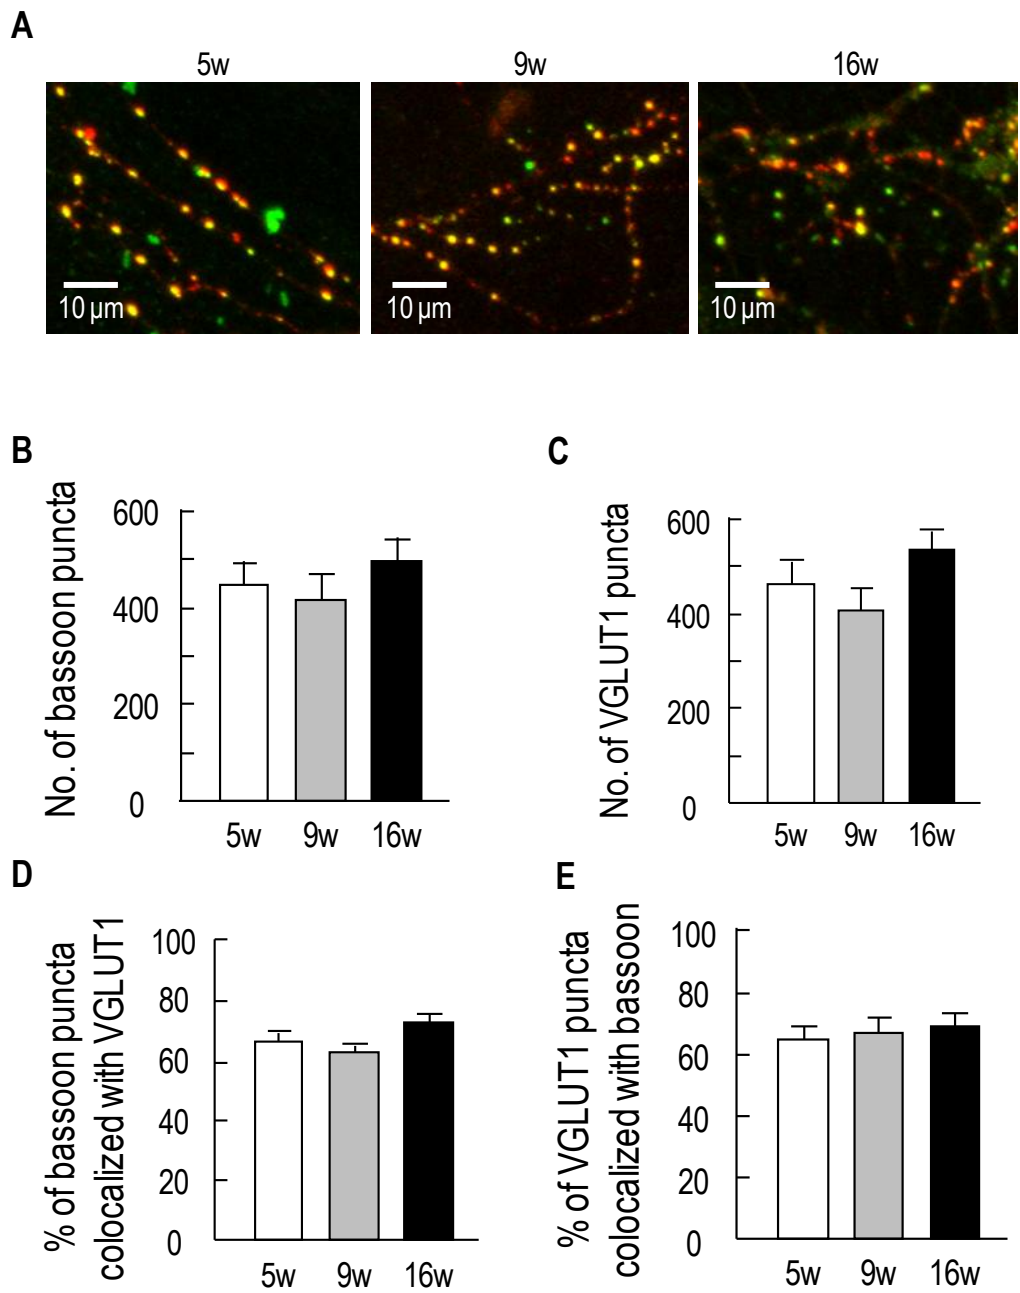 A
5w 9w 16w
10 µm 10 µm 10 µm
B
No. of bassoon puncta
600
400
200
0
5w 9w 16w
C
No. of VGLUT1 puncta
600
400
200
0
5w 9w 16w
D
% of bassoon puncta
colocalized with VGLUT1
100
80
60
40
20
0
5w 9w 16w
E
% of VGLUT1 puncta
colocalized with bassoon
100
80
60
40
20
0
5w 9w 16w